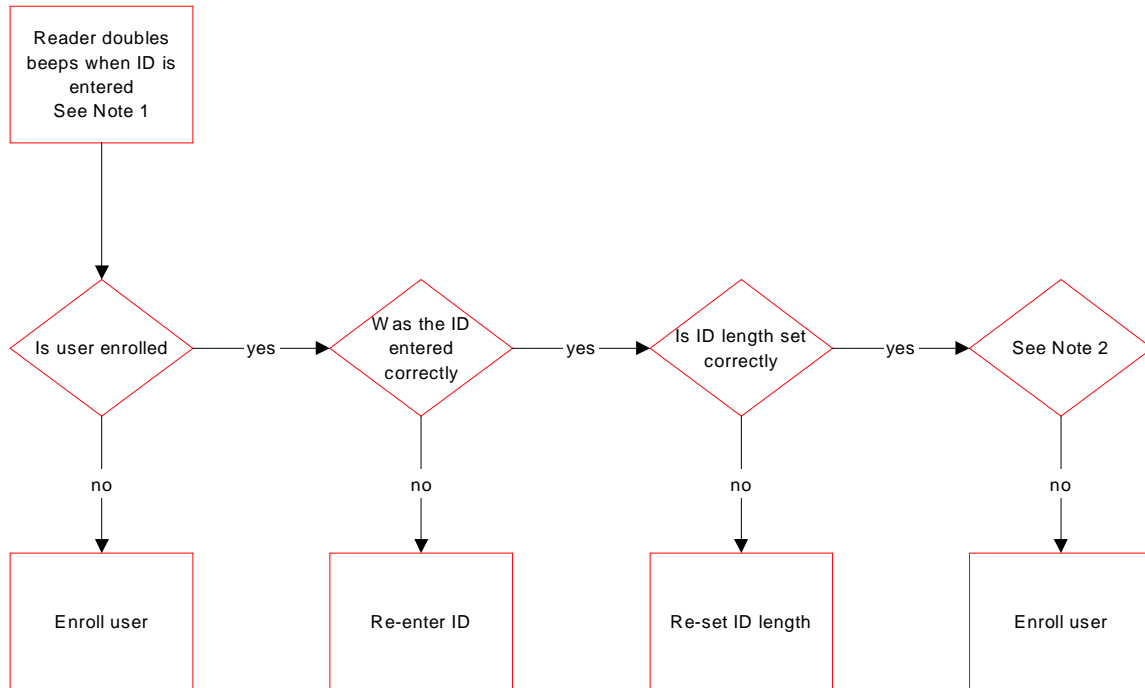 Reader doubles
beeps when ID is
entered
See Note 1
Is user enrolled
yes
Was the ID
entered
correctly
yes
Is ID length set
correctly
yes
See Note 2
no
no
no
no
Enroll user
Re-enter ID
Re-set ID length
Enroll user